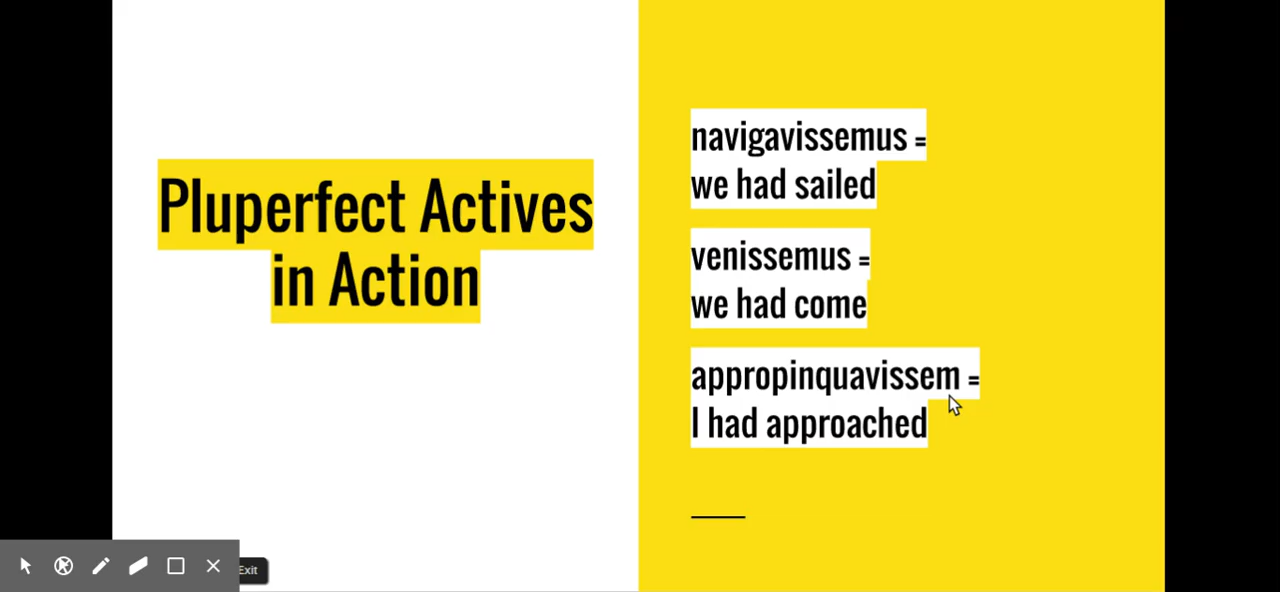 Pluperfect Actives
in Action
navigavissemus =
we had sailed
venissemus =
we had come
appropinquavissem =
I had approached
Exit